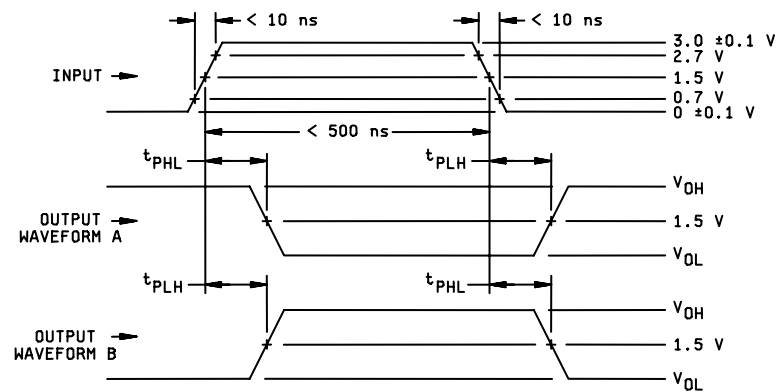 < 10 ns
< 10 ns
3.0 ±0.1 V
2.7 V
INPUT
1.5 V
0.7 V
0 ±0.1 V
< 500 ns
tPHL
tPLH
VOH
OUTPUT
WAVEFORM A
1.5 V
VOL
tPLH
tPHL
VOH
OUTPUT
WAVEFORM B
1.5 V
VOL